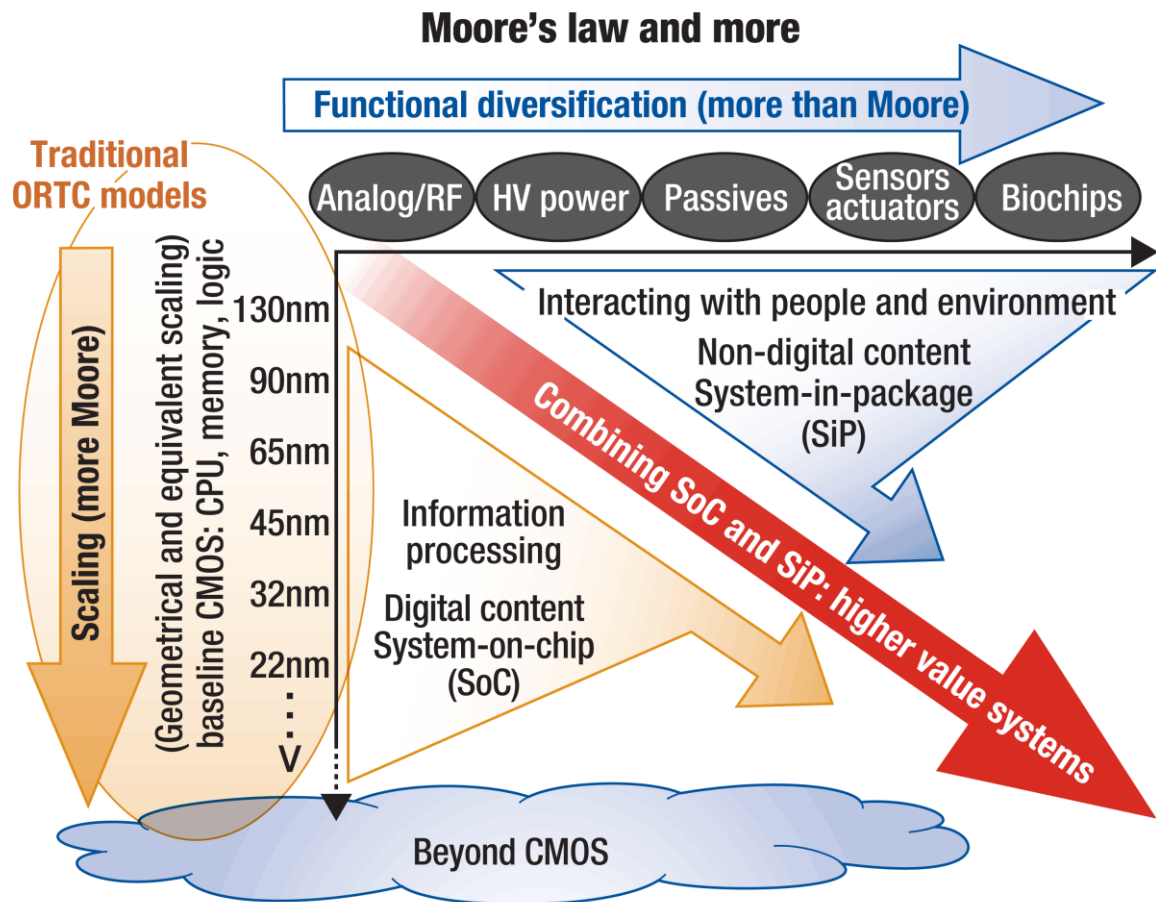 Moore's law and more
Functional diversification (more than Moore)
Traditional
ORTC models
Analog/RF
HV power
Passives
Sensors
actuators
Biochips
Scaling (more Moore)
(Geometrical and equivalent scaling)
baseline CMOS: CPU, memory, logic
130nm
90nm
65nm
45nm
32nm
22nm
V
Interacting with people and environment
Non-digital content
System-in-package
(SiP)
Combining SoC and SiP: higher value systems
Information
processing
Digital content
System-on-chip
(SoC)
Beyond CMOS